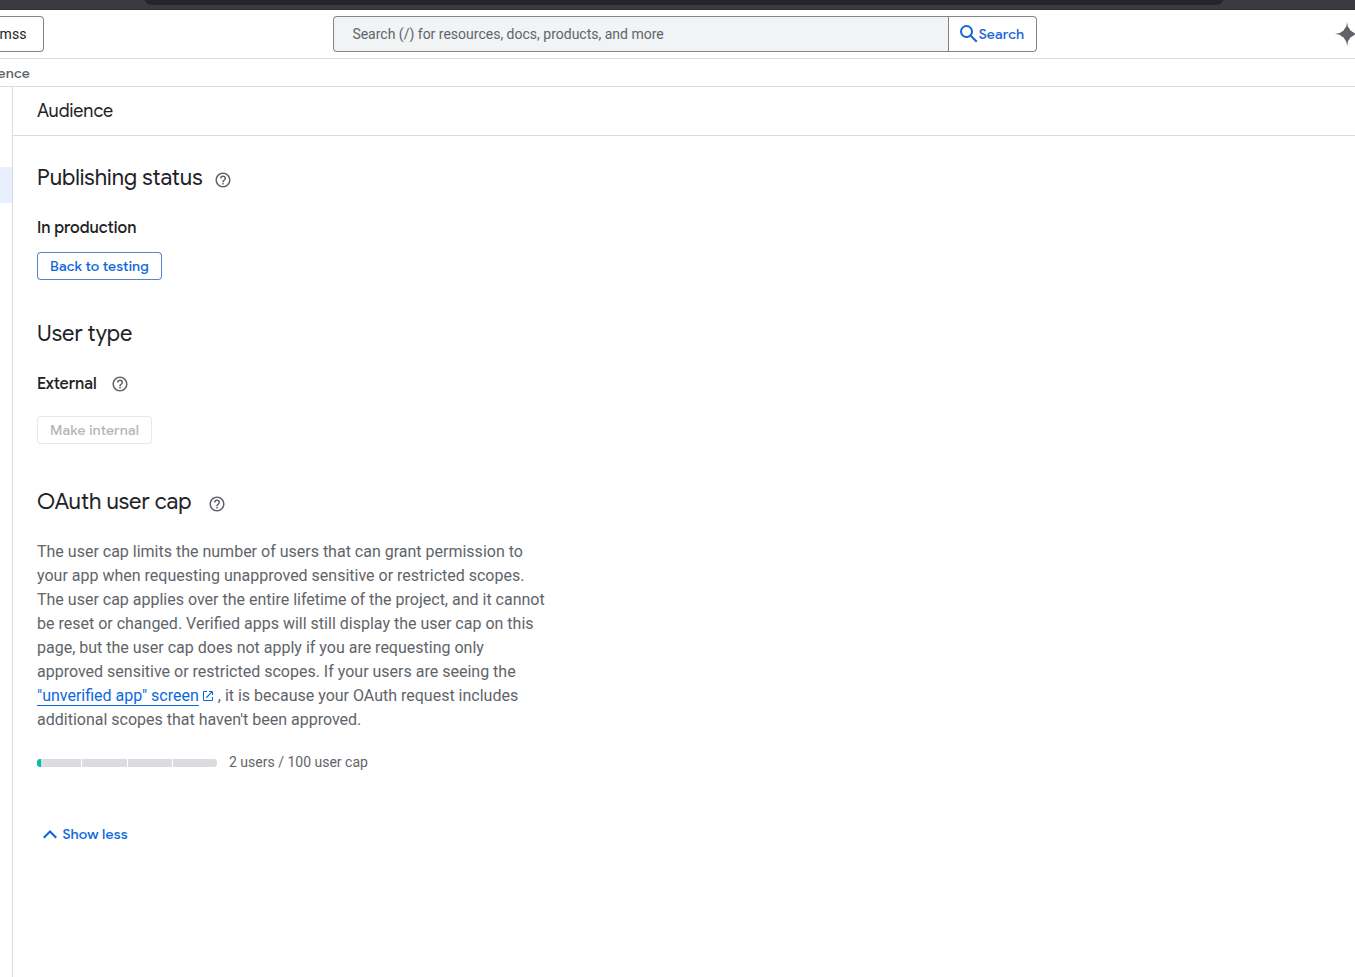 mss
Search (/) for resources, docs, products, and more
Search
ence
Audience
Publishing status
In production
Back to testing
User type
External
Make internal
OAuth user cap
The user cap limits the number of users that can grant permission to
your app when requesting unapproved sensitive or restricted scopes.
The user cap applies over the entire lifetime of the project, and it cannot
be reset or changed. Verified apps will still display the user cap on this
page, but the user cap does not apply if you are requesting only
approved sensitive or restricted scopes. If your users are seeing the
"unverified app" screen , it is because your OAuth request includes
additional scopes that haven't been approved.
2 users / 100 user cap
Show less